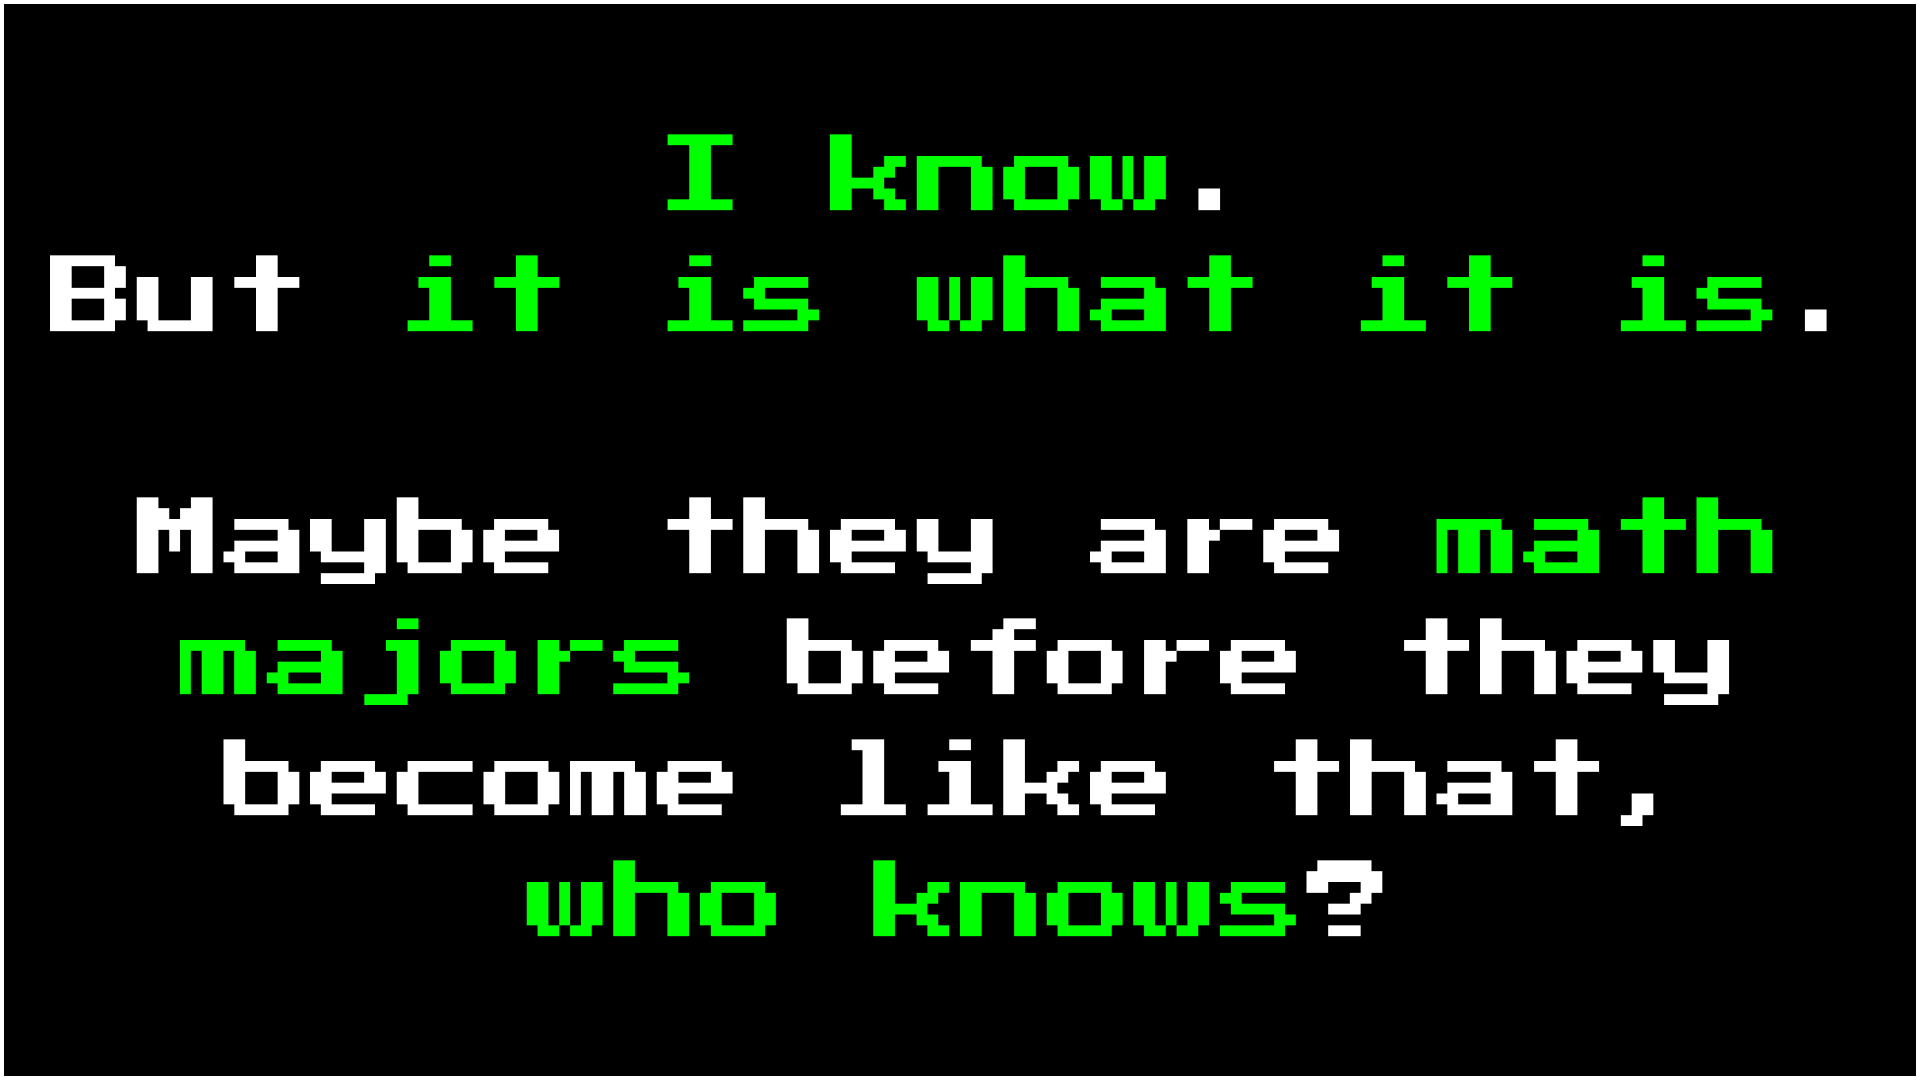 I know.
But it is what it is.
Maybe they are math
majors before they
become like that,
who knows?